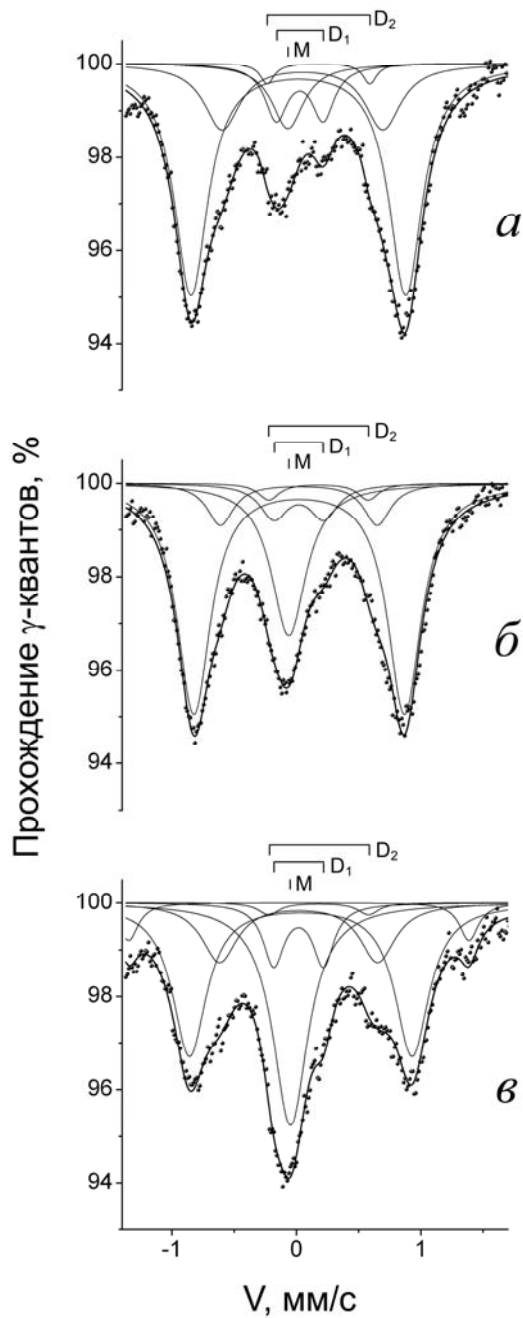 D₂
D₁
M
100
98
96
94
а
D₂
D₁
M
100
98
96
94
б
D₂
D₁
M
100
98
96
94
в
Прохождение γ-квантов, %
-1 0 1
V, мм/с